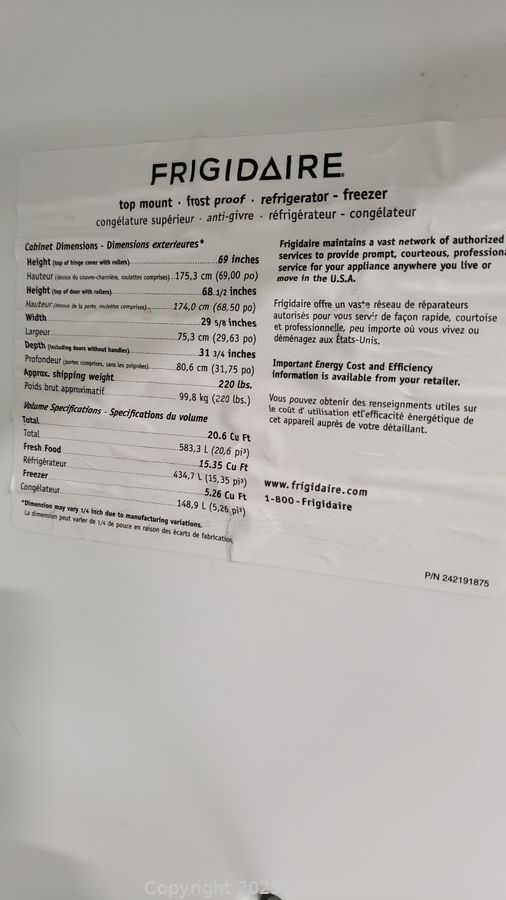 FRIGIDAIRE
top mount · frost proof · refrigerator - freezer
congélature supérieur · anti-givre · réfrigérateur - congélateur
Cabinet Dimensions - Dimensions exterieures*
Height (top of hinge cover with rollers) 69 inches
Hauteur (dessus du couvre-charnière, roulettes comprises) 175,3 cm (69,00 po)
Height (top of door with rollers) 68 1/2 inches
Hauteur (dessus de la porte, roulettes comprises) 174,0 cm (68,50 po)
Width 29 5/8 inches
Largeur 75,3 cm (29,63 po)
Depth (including doors without handles) 31 3/4 inches
Profondeur (portes comprises, sans les poignées) 80,6 cm (31,75 po)
Approx. shipping weight 220 lbs.
Poids brut approximatif 99,8 kg (220 lbs.)
Volume Specifications - Specifications du volume
Total 20.6 Cu Ft
Total 583,3 L (20,6 pi³)
Fresh Food 15.35 Cu Ft
Réfrigérateur 434,7 L (15,35 pi³)
Freezer 5.26 Cu Ft
Congélateur 148,9 L (5,26 pi³)
*Dimension may vary 1/4 inch due to manufacturing variations.
La dimension peut varier de 1/4 de pouce en raison des écarts de fabrication.
Frigidaire maintains a vast network of authorized
services to provide prompt, courteous, professiona
service for your appliance anywhere you live or
move in the U.S.A.
Frigidaire offre un vaste réseau de réparateurs
autorisés pour vous servir de façon rapide, courtoise
et professionnelle, peu importe où vous vivez ou
déménagez aux États-Unis.
Important Energy Cost and Efficiency
information is available from your retailer.
Vous pouvez obtenir des renseignments utiles sur
le coût d' utilisation etl'efficacité énergétique de
cet appareil auprès de votre détaillant.
www.frigidaire.com
1-800-Frigidaire
P/N 242191875
Copyright